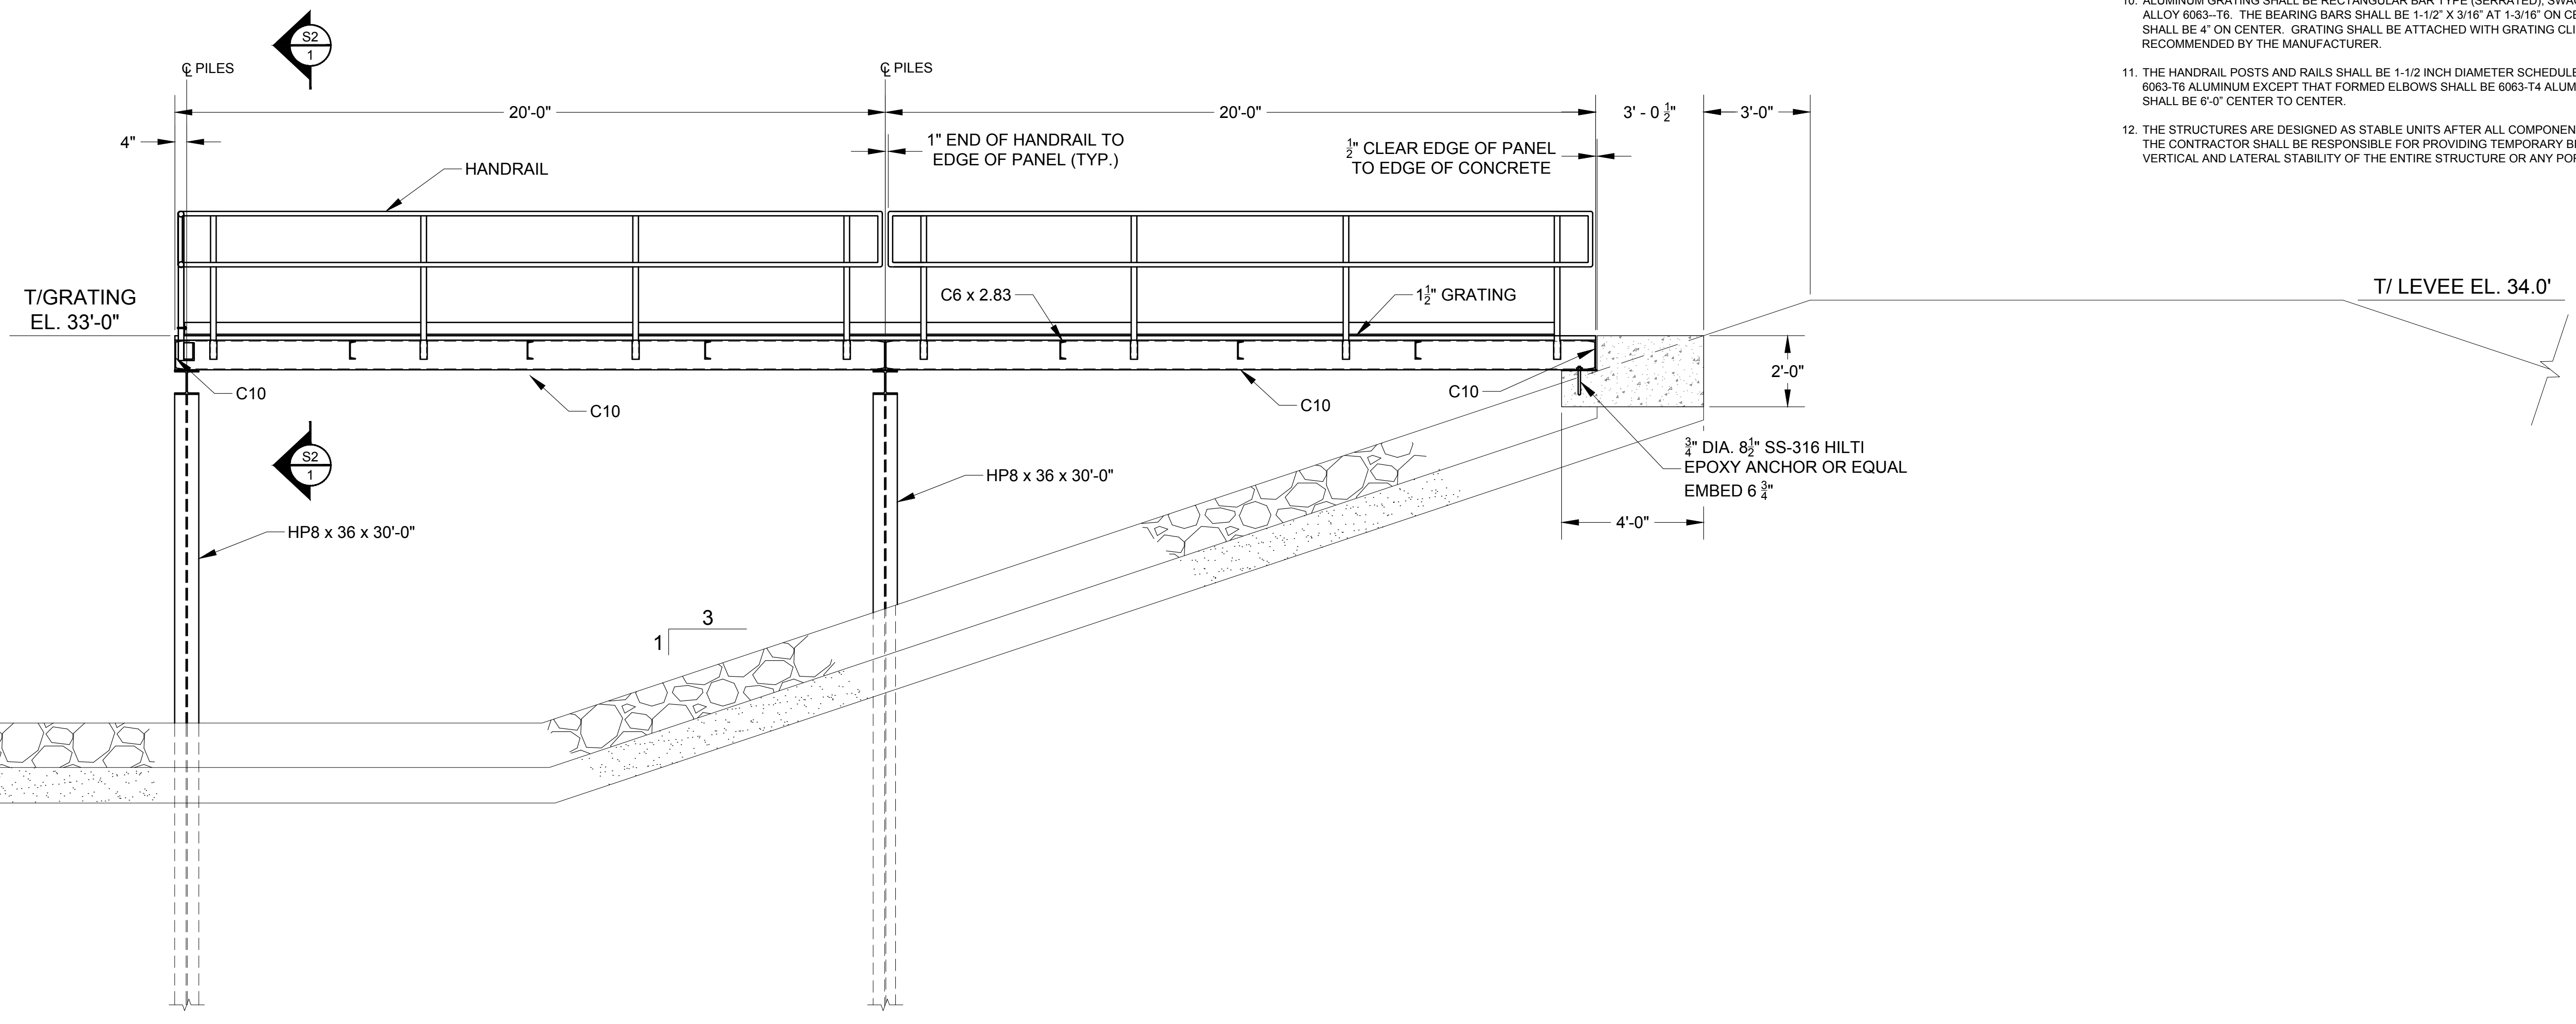 10. ALUMINUM GRATING SHALL BE RECTANGULAR BAR TYPE (SERRATED),
ALLOY 6063--T6. THE BEARING BARS SHALL BE 1-1/2" X 3/16" AT 1-3/16" ON
SHALL BE 4" ON CENTER. GRATING SHALL BE ATTACHED WITH GRATING
RECOMMENDED BY THE MANUFACTURER.
11. THE HANDRAIL POSTS AND RAILS SHALL BE 1-1/2 INCH DIAMETER SCHEDULE
6063-T6 ALUMINUM EXCEPT THAT FORMED ELBOWS SHALL BE 6063-T4
SHALL BE 6'-0" CENTER TO CENTER.
12. THE STRUCTURES ARE DESIGNED AS STABLE UNITS AFTER ALL
THE CONTRACTOR SHALL BE RESPONSIBLE FOR PROVIDING TEMPORARY
VERTICAL AND LATERAL STABILITY OF THE ENTIRE STRUCTURE OR ANY
S2
1
℄ PILES
℄ PILES
20'-0"
20'-0"
3' - 0 1/2"
3'-0"
4"
1" END OF HANDRAIL TO
EDGE OF PANEL (TYP.)
1/2" CLEAR EDGE OF PANEL
TO EDGE OF CONCRETE
HANDRAIL
T/GRATING
EL. 33'-0"
C6 x 2.83
1 1/2" GRATING
T/ LEVEE EL. 34.0'
2'-0"
C10
C10
C10
C10
S2
1
3/4" DIA. 8 1/2" SS-316 HILTI
EPOXY ANCHOR OR EQUAL
EMBED 6 3/4"
HP8 x 36 x 30'-0"
4'-0"
HP8 x 36 x 30'-0"
3
1